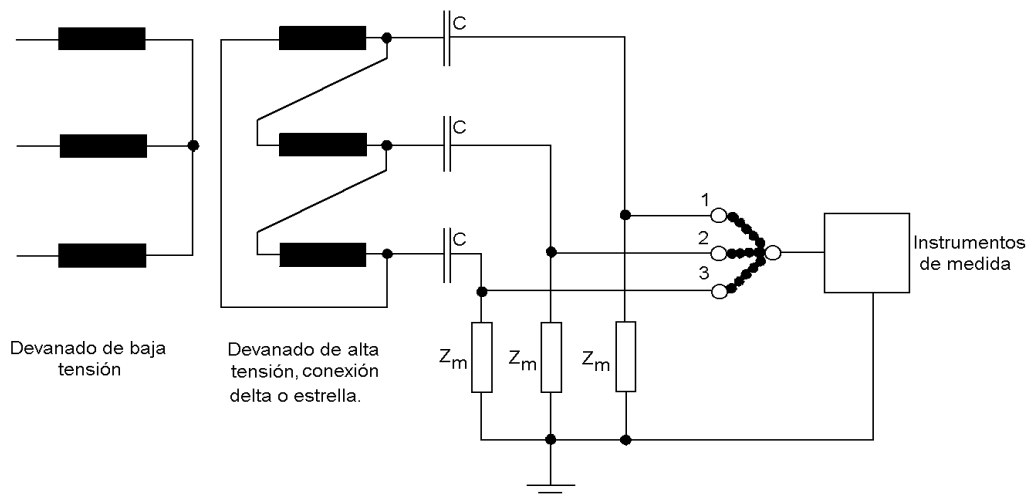 C
C
C
1
2
3
Instrumentos
de medida
Zm
Zm
Zm
Devanado de baja
tensión
Devanado de alta
tensión, conexión
delta o estrella.